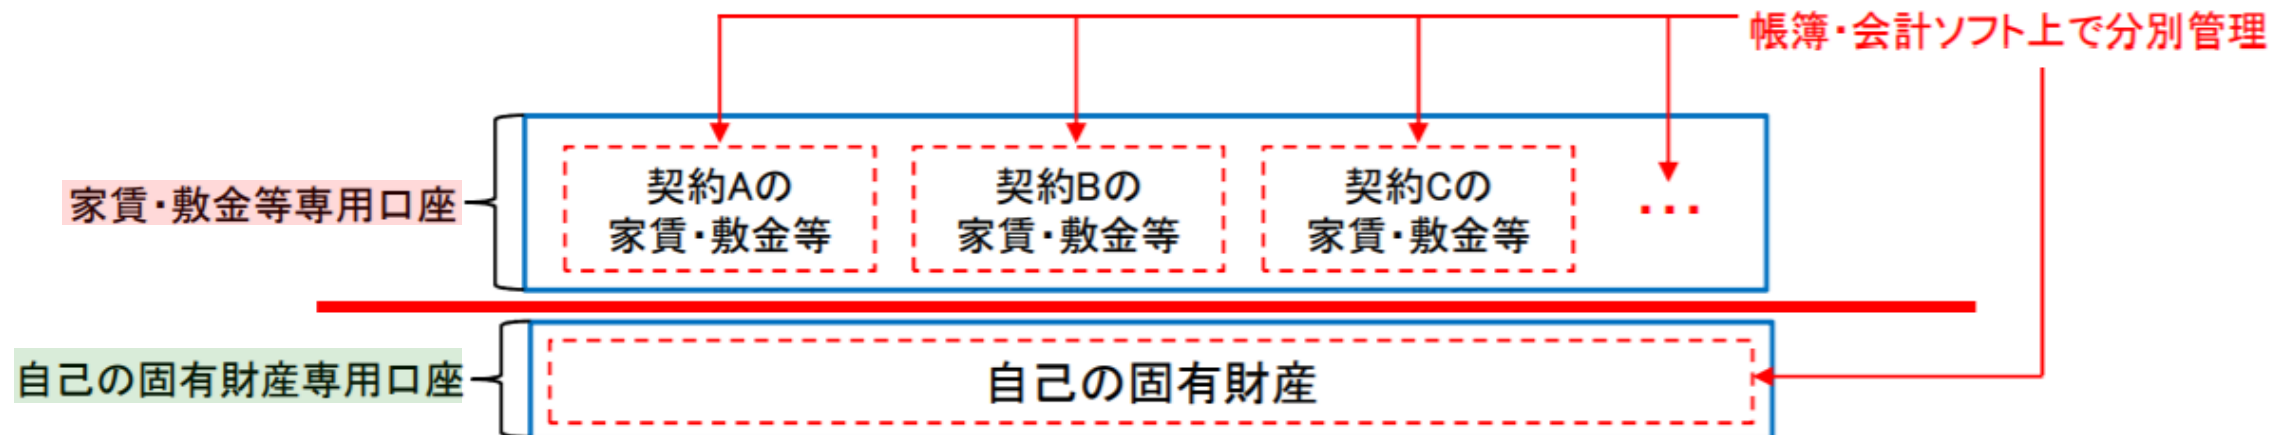 帳簿・会計ソフト上で分別管理
家賃・敷金等専用口座
契約Aの
家賃・敷金等
契約Bの
家賃・敷金等
契約Cの
家賃・敷金等
・・・
自己の固有財産専用口座
自己の固有財産